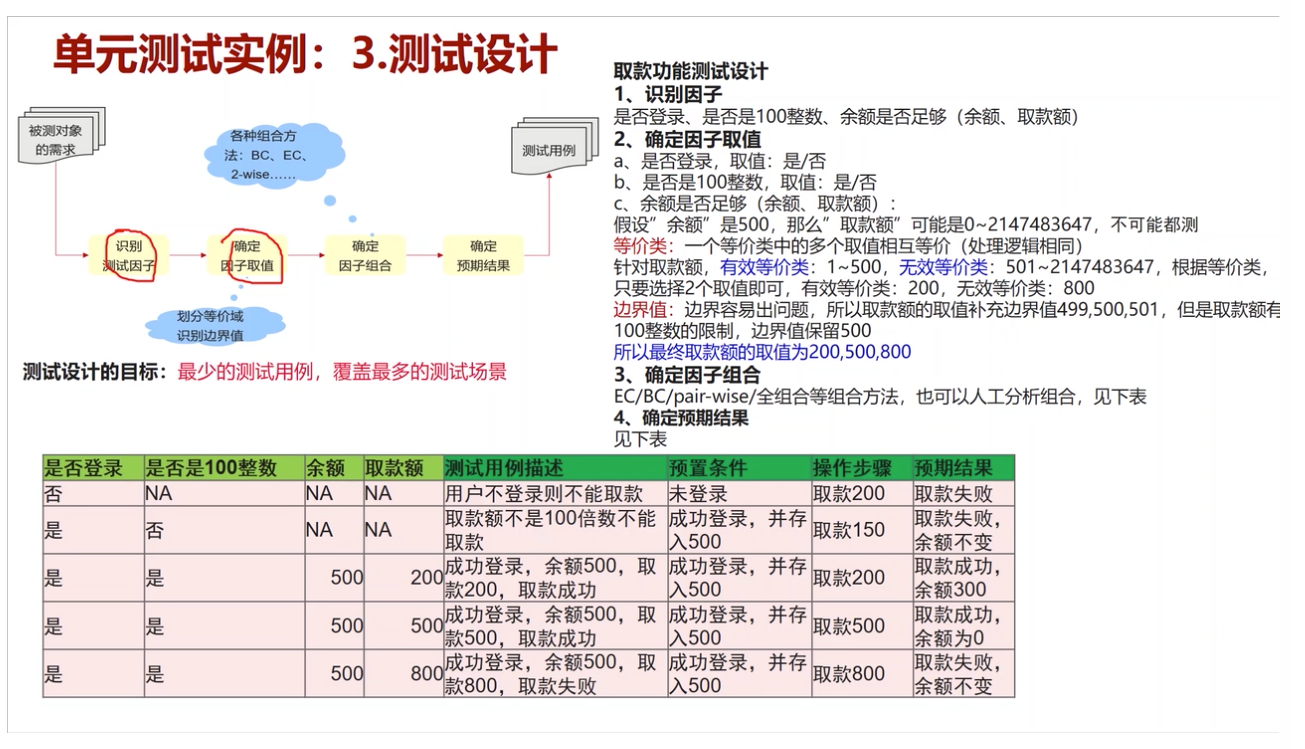 单元测试实例：3.测试设计
被测对象
的需求
各种组合方
法：BC、EC、
2-wise……
测试用例
识别
测试因子
确定
因子取值
确定
因子组合
确定
预期结果
划分等价域
识别边界值
测试设计的目标：最少的测试用例，覆盖最多的测试场景
取款功能测试设计
1、识别因子
是否登录、是否是100整数、余额是否足够（余额、取款额）
2、确定因子取值
a、是否登录，取值：是/否
b、是否是100整数，取值：是/否
c、余额是否足够（余额、取款额）：
假设”余额”是500，那么”取款额”可能是0~2147483647，不可能都测
等价类：一个等价类中的多个取值相互等价（处理逻辑相同）
针对取款额，有效等价类：1~500，无效等价类：501~2147483647，根据等价类，
只要选择2个取值即可，有效等价类：200，无效等价类：800
边界值：边界容易出问题，所以取款额的取值补充边界值499,500,501，但是取款额有
100整数的限制，边界值保留500
所以最终取款额的取值为200,500,800
3、确定因子组合
EC/BC/pair-wise/全组合等组合方法，也可以人工分析组合，见下表
4、确定预期结果
见下表
是否登录 是否是100整数 余额 取款额 测试用例描述 预置条件 操作步骤 预期结果
否 NA NA NA 用户不登录则不能取款 未登录 取款200 取款失败
是 否 NA NA 取款额不是100倍数不能取款 成功登录，并存入500 取款150 取款失败，余额不变
是 是 500 200 成功登录，余额500，取款200，取款成功 成功登录，并存入500 取款200 取款成功，余额300
是 是 500 500 成功登录，余额500，取款500，取款成功 成功登录，并存入500 取款500 取款成功，余额为0
是 是 500 800 成功登录，余额500，取款800，取款失败 成功登录，并存入500 取款800 取款失败，余额不变